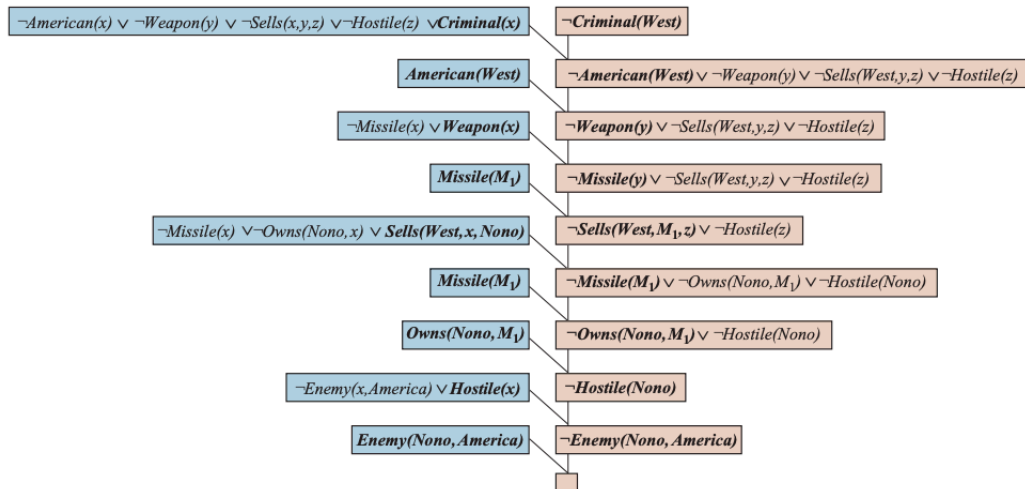 ¬American(x) ∨ ¬Weapon(y) ∨ ¬Sells(x,y,z) ∨ ¬Hostile(z) ∨Criminal(x)
¬Criminal(West)
American(West)
¬American(West) ∨ ¬Weapon(y) ∨ ¬Sells(West,y,z) ∨ ¬Hostile(z)
¬Missile(x) ∨ Weapon(x)
¬Weapon(y) ∨ ¬Sells(West,y,z) ∨ ¬Hostile(z)
Missile(M₁)
¬Missile(y) ∨ ¬Sells(West,y,z) ∨ ¬Hostile(z)
¬Missile(x) ∨ ¬Owns(Nono,x) ∨ Sells(West,x,Nono)
¬Sells(West,M₁,z) ∨ ¬Hostile(z)
Missile(M₁)
¬Missile(M₁) ∨ ¬Owns(Nono,M₁) ∨ ¬Hostile(Nono)
Owns(Nono,M₁)
¬Owns(Nono,M₁) ∨ ¬Hostile(Nono)
¬Enemy(x,America) ∨ Hostile(x)
¬Hostile(Nono)
Enemy(Nono,America)
¬Enemy(Nono,America)